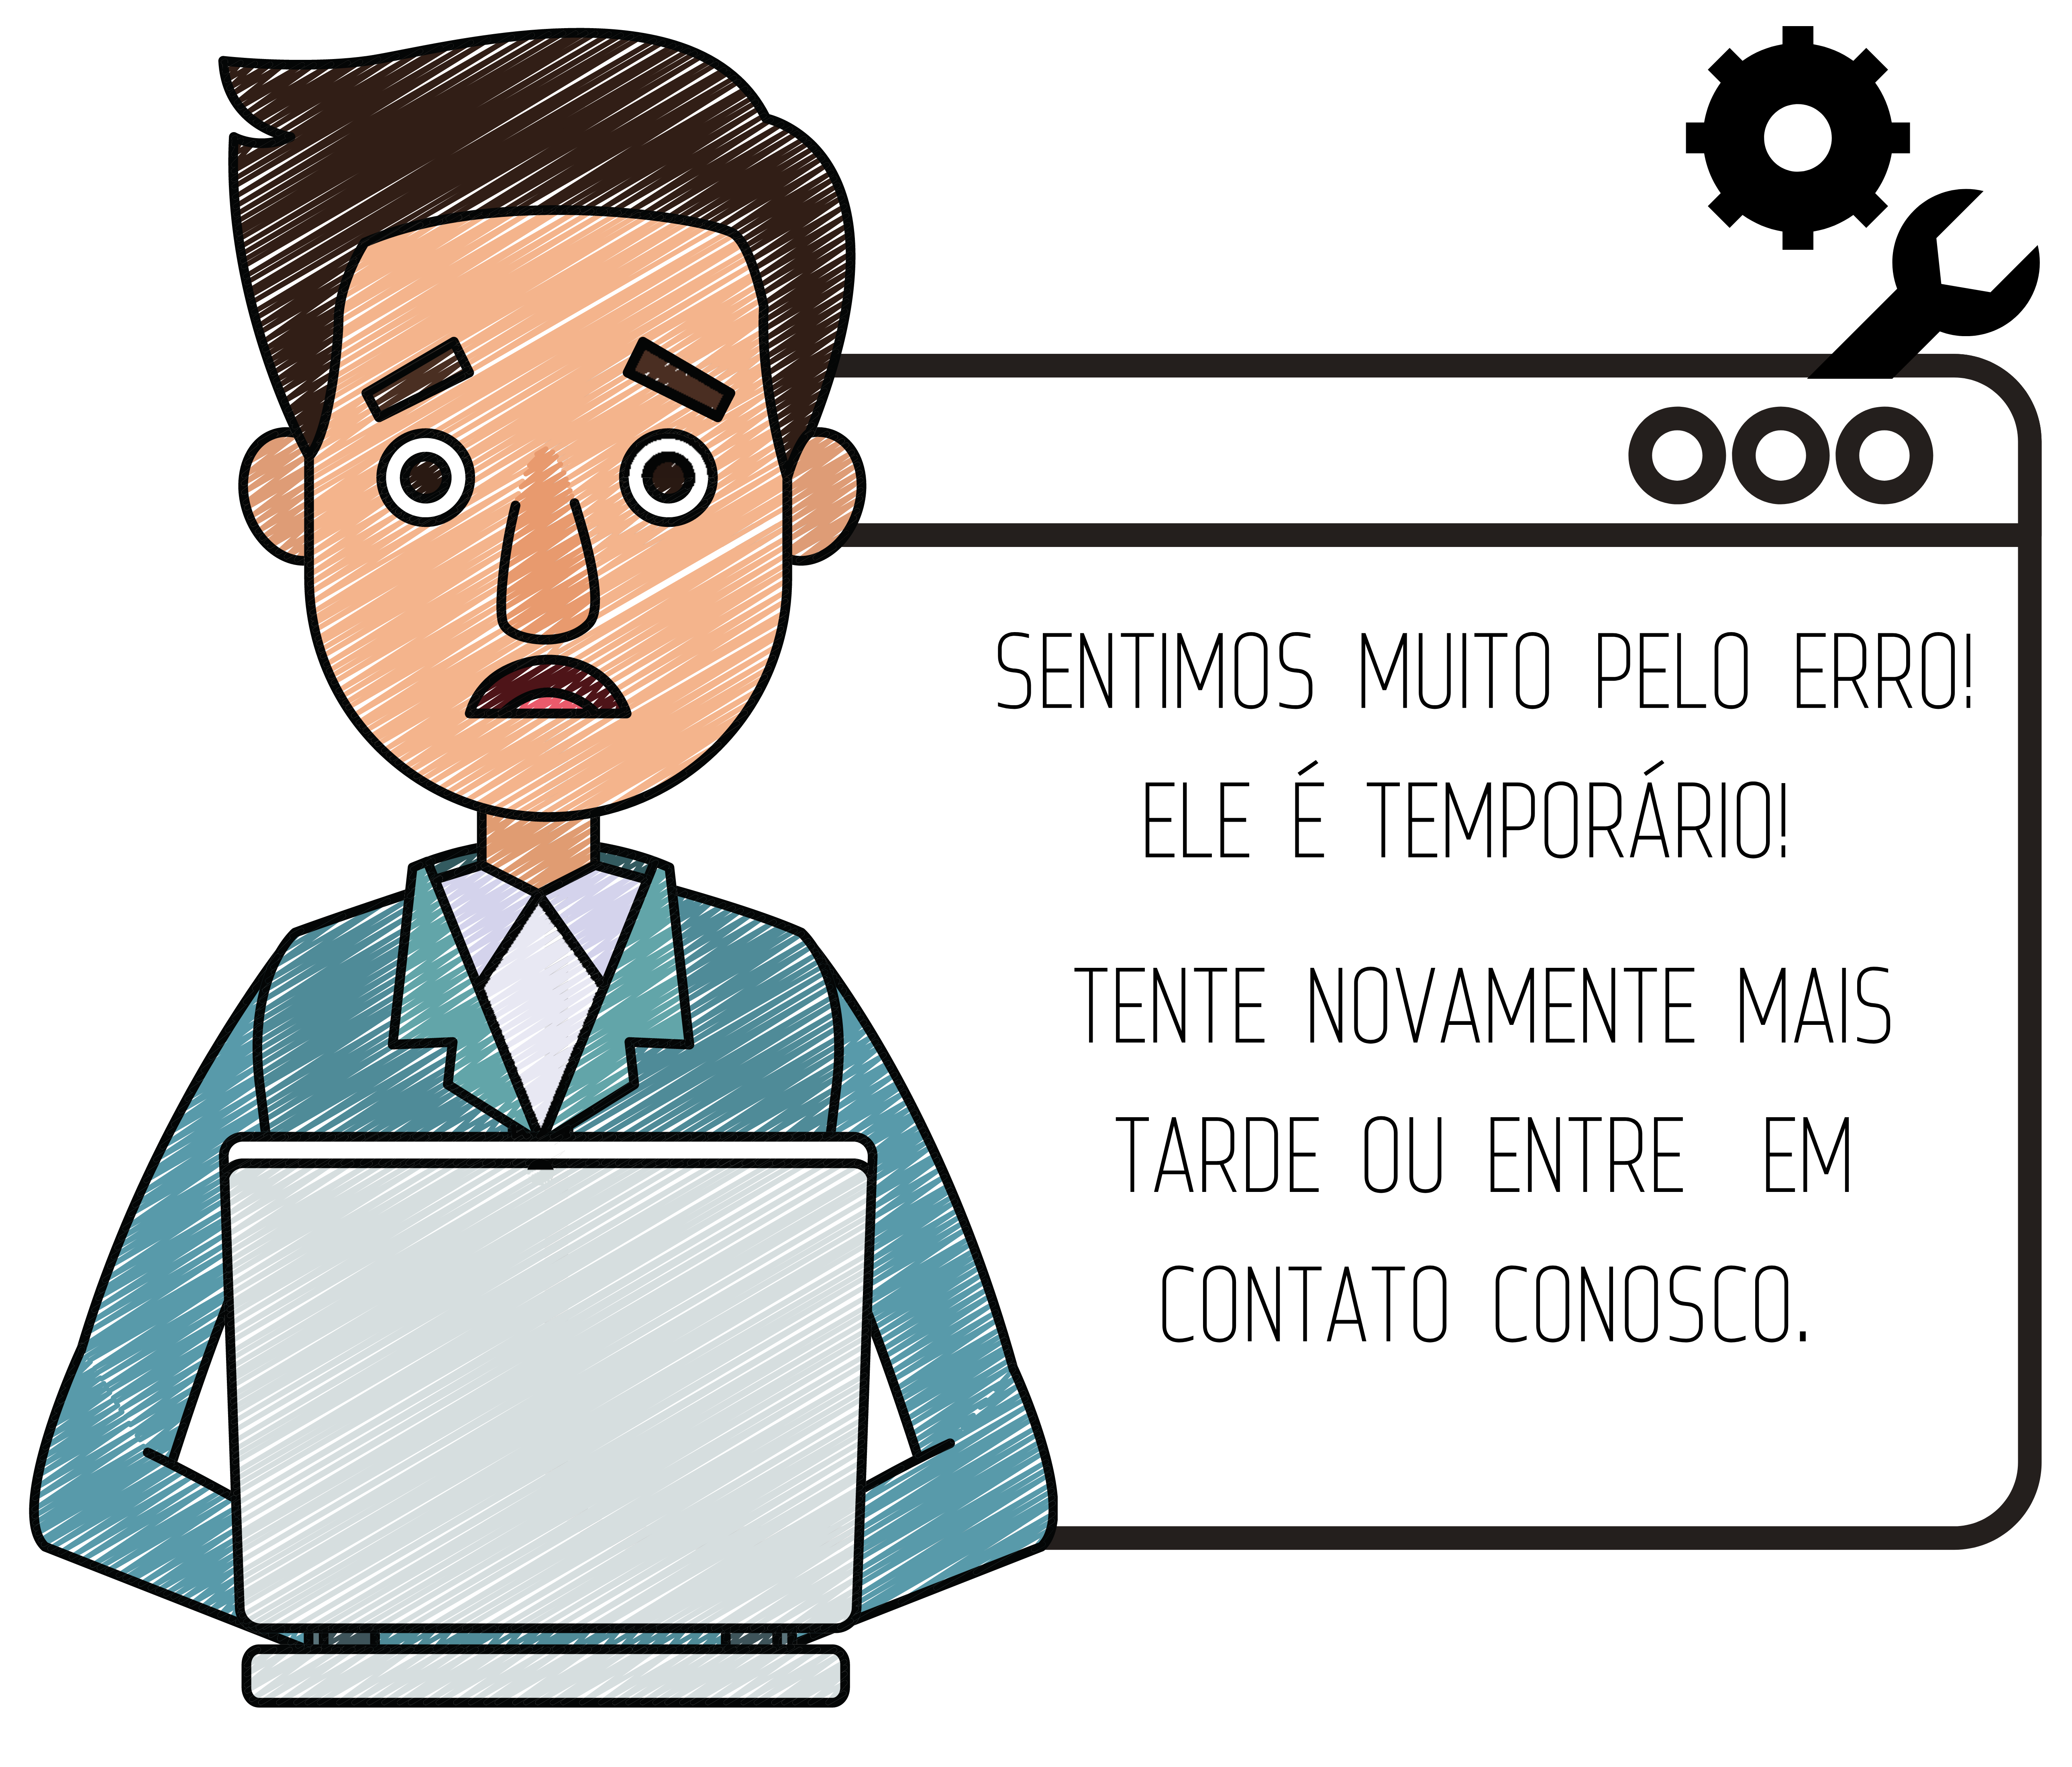 SENTIMOS MUITO PELO ERRO!
ELE É TEMPORÁRIO!
TENTE NOVAMENTE MAIS
TARDE OU ENTRE EM
CONTATO CONOSCO.